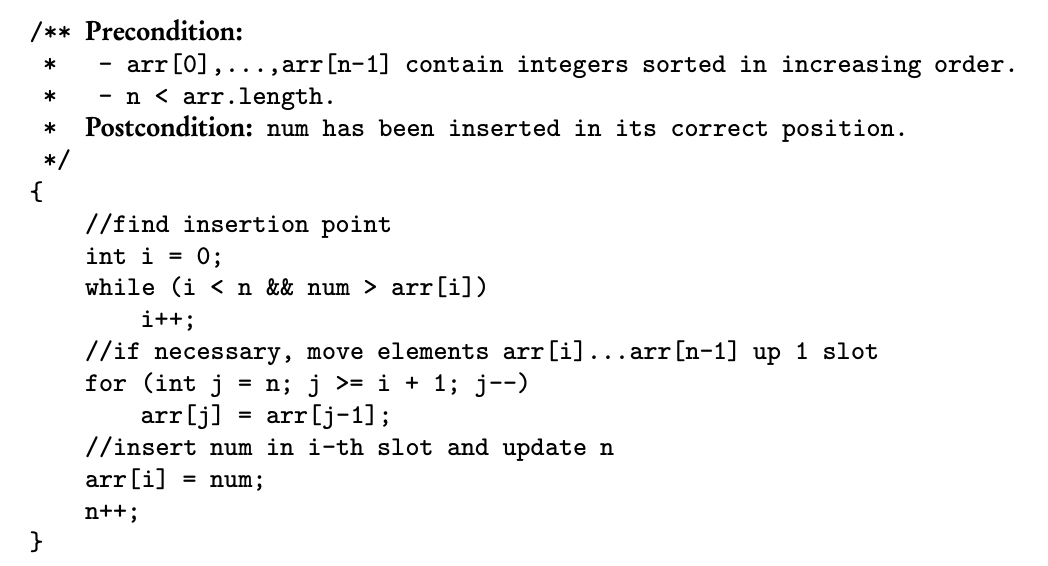 /** Precondition:
 *   - arr[0],...,arr[n-1] contain integers sorted in increasing order.
 *   - n < arr.length.
 *  Postcondition: num has been inserted in its correct position.
 */
{
    //find insertion point
    int i = 0;
    while (i < n && num > arr[i])
        i++;
    //if necessary, move elements arr[i]...arr[n-1] up 1 slot
    for (int j = n; j >= i + 1; j--)
        arr[j] = arr[j-1];
    //insert num in i-th slot and update n
    arr[i] = num;
    n++;
}